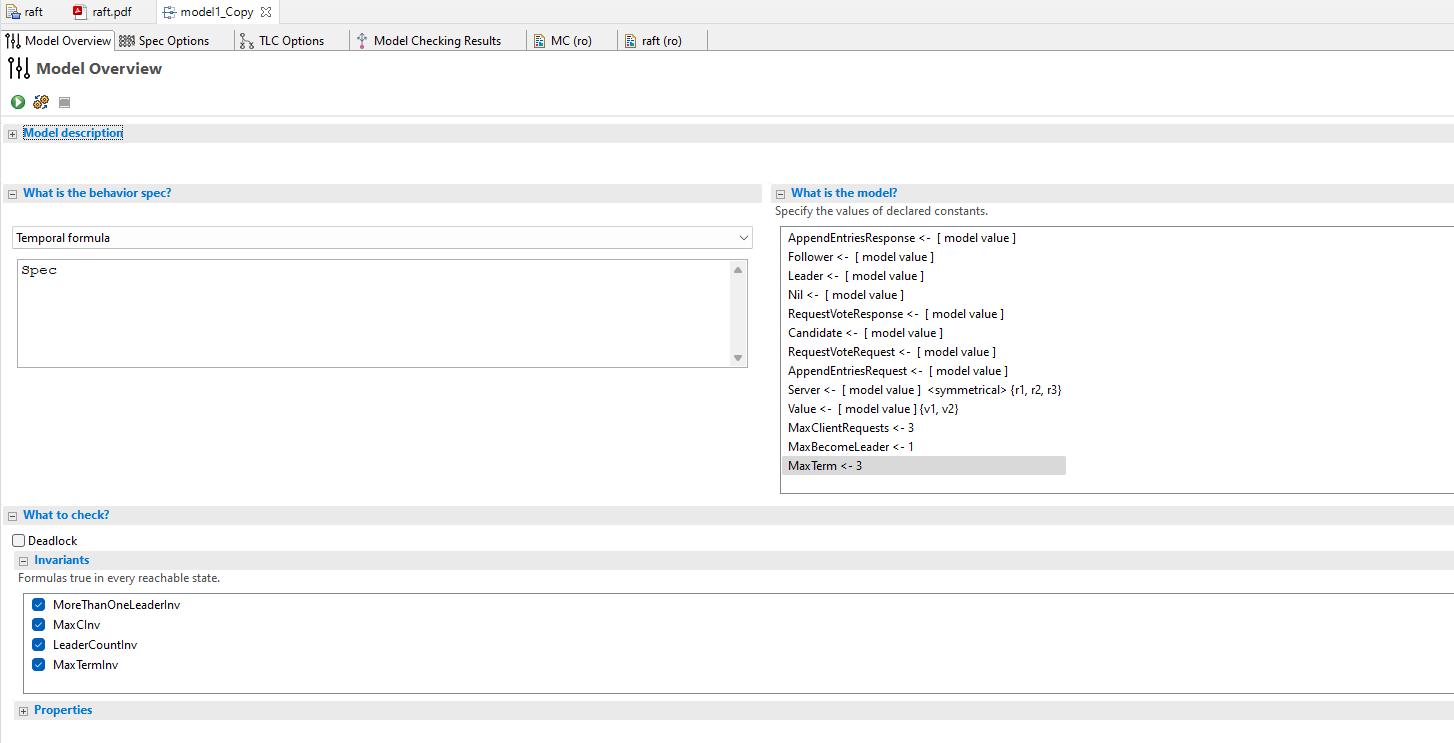 raft raft.pdf model1_Copy
Model Overview Spec Options TLC Options Model Checking Results MC (ro) raft (ro)
Model Overview
Model description
What is the behavior spec?
Temporal formula
Spec
What is the model?
Specify the values of declared constants.
AppendEntriesResponse <- [ model value ]
Follower <- [ model value ]
Leader <- [ model value ]
Nil <- [ model value ]
RequestVoteResponse <- [ model value ]
Candidate <- [ model value ]
RequestVoteRequest <- [ model value ]
AppendEntriesRequest <- [ model value ]
Server <- [ model value ] <symmetrical> {r1, r2, r3}
Value <- [ model value ] {v1, v2}
MaxClientRequests <- 3
MaxBecomeLeader <- 1
MaxTerm <- 3
What to check?
Deadlock
Invariants
Formulas true in every reachable state.
MoreThanOneLeaderInv
MaxCInv
LeaderCountInv
MaxTermInv
Properties